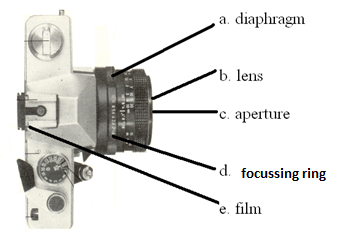 a. diaphragm
b. lens
c. aperture
d. focussing ring
e. film